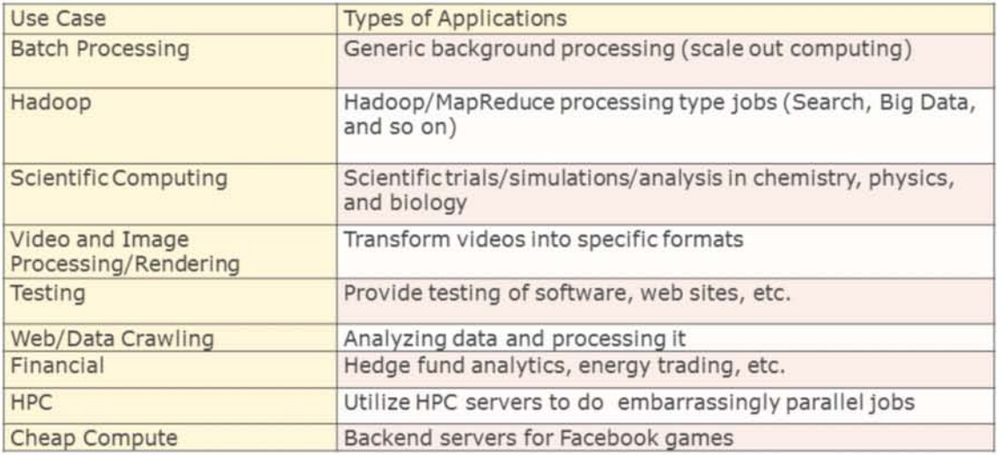 Use Case
Types of Applications
Batch Processing
Generic background processing (scale out computing)
Hadoop
Hadoop/MapReduce processing type jobs (Search, Big Data,
and so on)
Scientific Computing
Scientific trials/simulations/analysis in chemistry, physics,
and biology
Video and Image
Processing/Rendering
Transform videos into specific formats
Testing
Provide testing of software, web sites, etc.
Web/Data Crawling
Analyzing data and processing it
Financial
Hedge fund analytics, energy trading, etc.
HPC
Utilize HPC servers to do embarrassingly parallel jobs
Cheap Compute
Backend servers for Facebook games